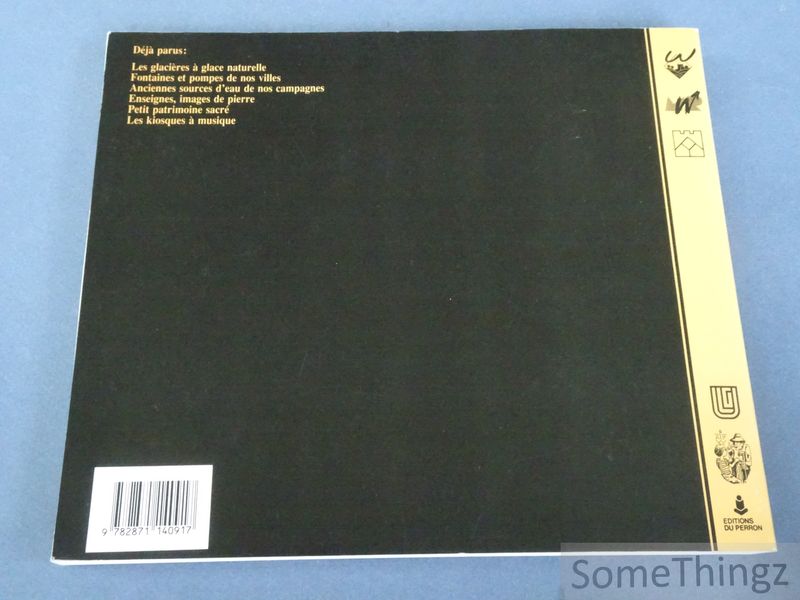 Déjà parus:
Les glacières à glace naturelle
Fontaines et pompes de nos villes
Anciennes sources d'eau de nos campagnes
Enseignes, images de pierre
Petit patrimoine sacré
Les kiosques à musique
9 782871 140917
EDITIONS
DU PERRON
SomeThingz